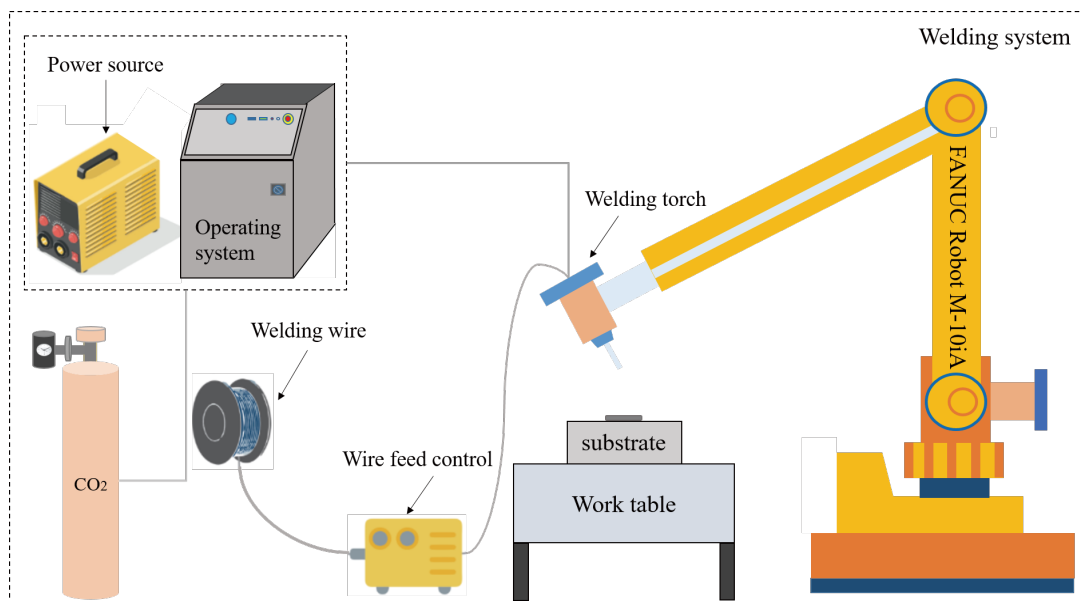 Welding system
Power source
Operating
system
Welding torch
FANUC Robot M-10iA
Welding wire
Wire feed control
substrate
CO₂
Work table